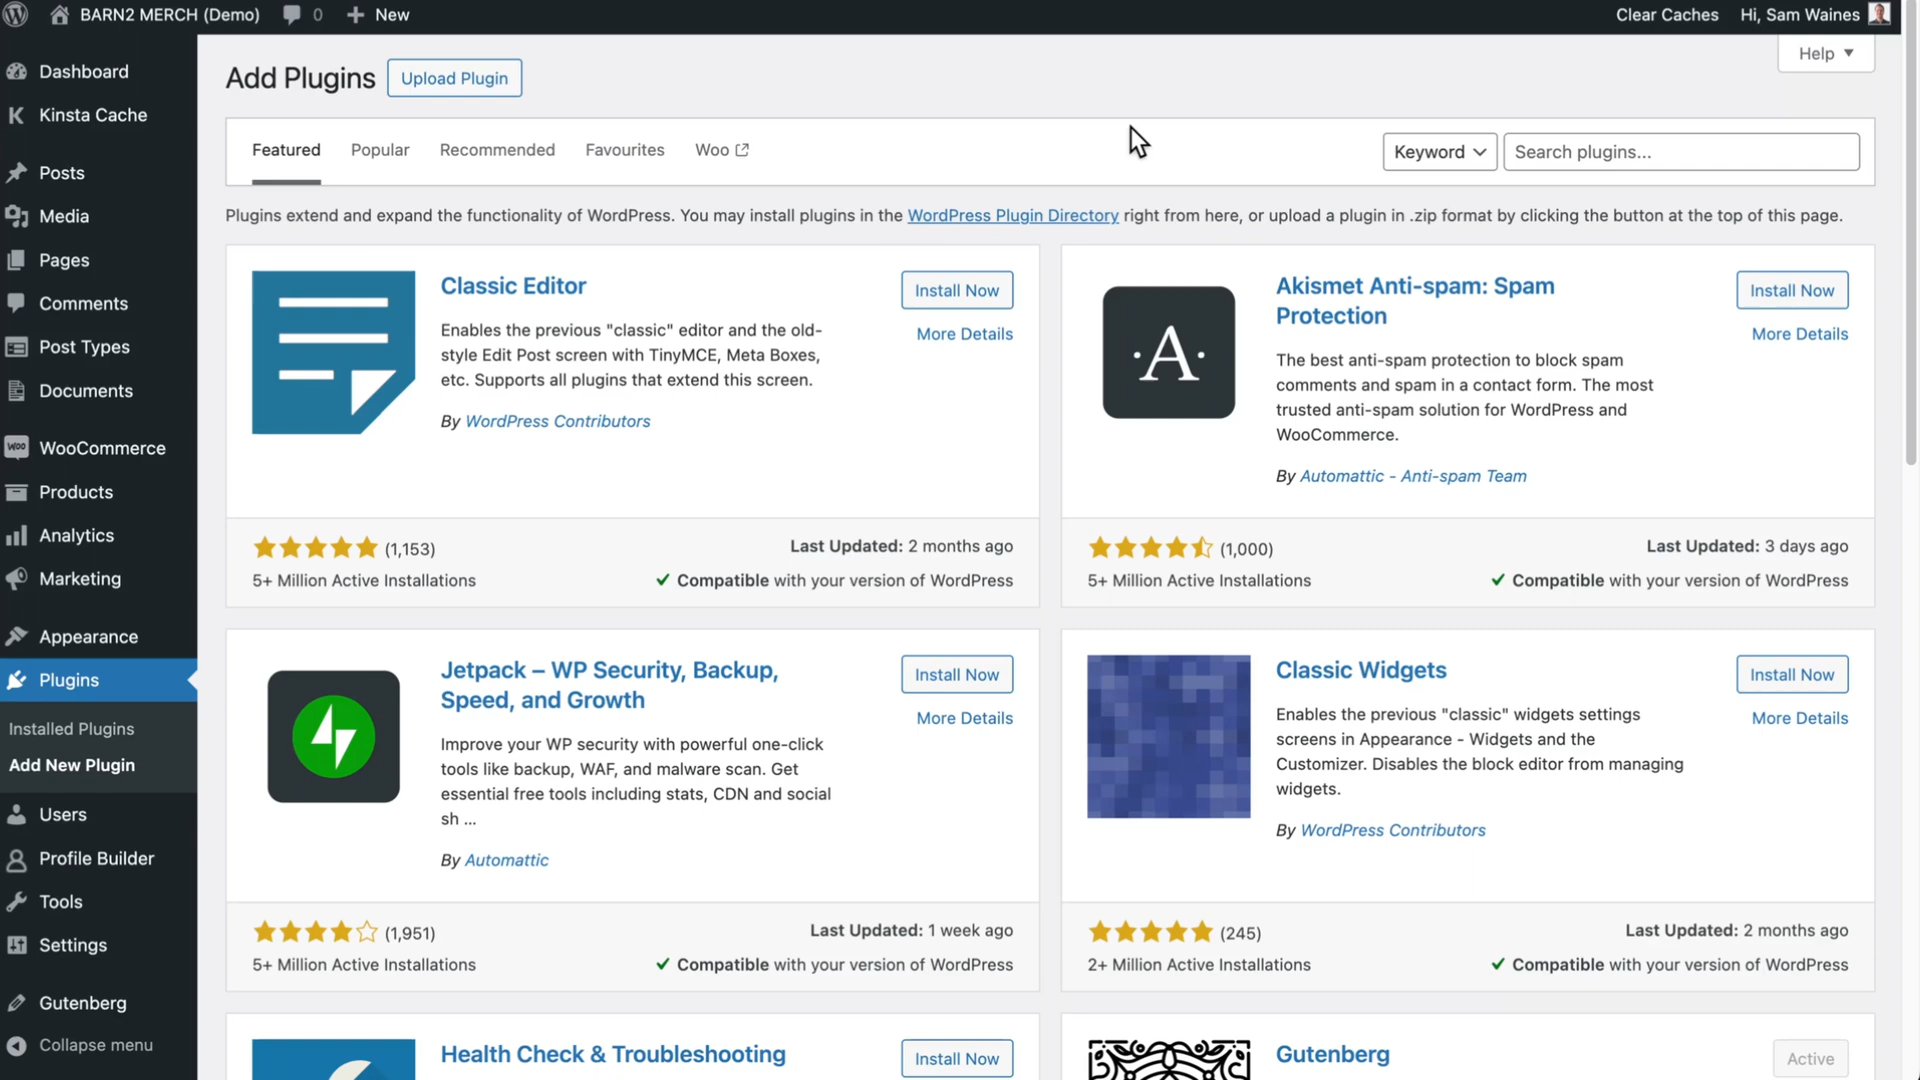 BARN2 MERCH (Demo) 0 New Clear Caches Hi, Sam Waines
Help
Dashboard
Kinsta Cache
Posts
Media
Pages
Comments
Post Types
Documents
WOO WooCommerce
Products
Analytics
Marketing
Appearance
Plugins
Installed Plugins
Add New Plugin
Users
Profile Builder
Tools
Settings
Gutenberg
Collapse menu
Add Plugins Upload Plugin
Featured Popular Recommended Favourites Woo Keyword Search plugins...
Plugins extend and expand the functionality of WordPress. You may install plugins in the WordPress Plugin Directory right from here, or upload a plugin in .zip format by clicking the button at the top of this page.
Classic Editor
Install Now
More Details
Enables the previous "classic" editor and the old-
style Edit Post screen with TinyMCE, Meta Boxes,
etc. Supports all plugins that extend this screen.
By WordPress Contributors
(1,153)
Last Updated: 2 months ago
5+ Million Active Installations
Compatible with your version of WordPress
A
Akismet Anti-spam: Spam
Protection
Install Now
More Details
The best anti-spam protection to block spam
comments and spam in a contact form. The most
trusted anti-spam solution for WordPress and
WooCommerce.
By Automattic - Anti-spam Team
(1,000)
Last Updated: 3 days ago
5+ Million Active Installations
Compatible with your version of WordPress
Jetpack – WP Security, Backup,
Speed, and Growth
Install Now
More Details
Improve your WP security with powerful one-click
tools like backup, WAF, and malware scan. Get
essential free tools including stats, CDN and social
sh ...
By Automattic
(1,951)
Last Updated: 1 week ago
5+ Million Active Installations
Compatible with your version of WordPress
Classic Widgets
Install Now
More Details
Enables the previous "classic" widgets settings
screens in Appearance - Widgets and the
Customizer. Disables the block editor from managing
widgets.
By WordPress Contributors
(245)
Last Updated: 2 months ago
2+ Million Active Installations
Compatible with your version of WordPress
Health Check & Troubleshooting
Install Now
Gutenberg
Active